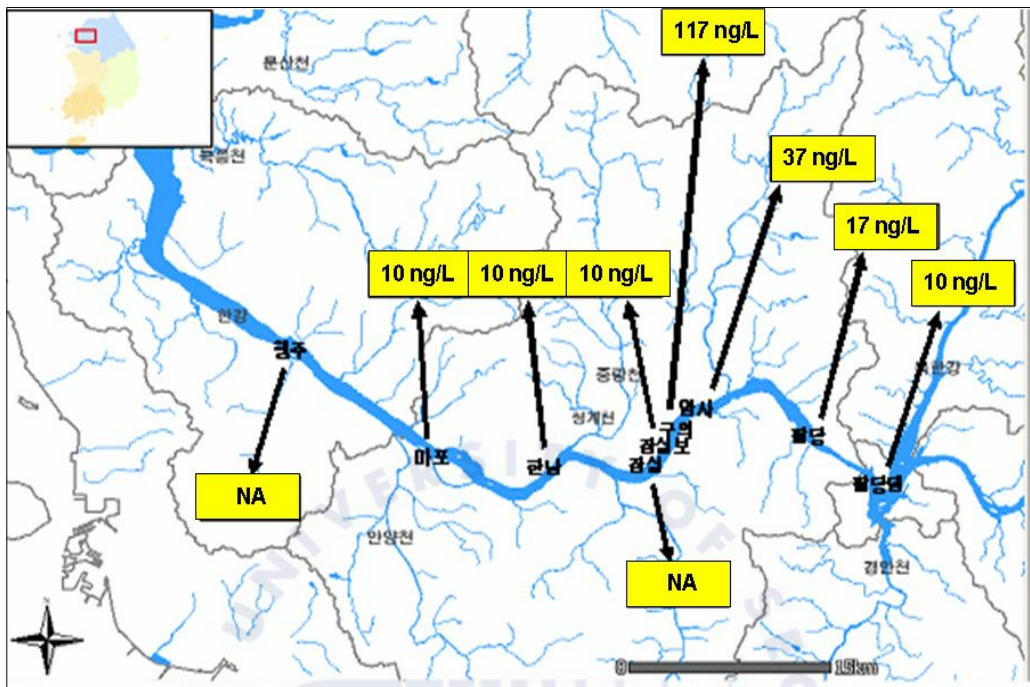 117 ng/L
문산천
곡릉천
37 ng/L
17 ng/L
10 ng/L
10 ng/L
10 ng/L
10 ng/L
한강
북한강
행주
중랑천
청계천
암사
구의
잠실보
팔당
마포
한남
잠실
팔당댐
NA
안양천
경안천
NA
0
15km
UNIVERSITY OF